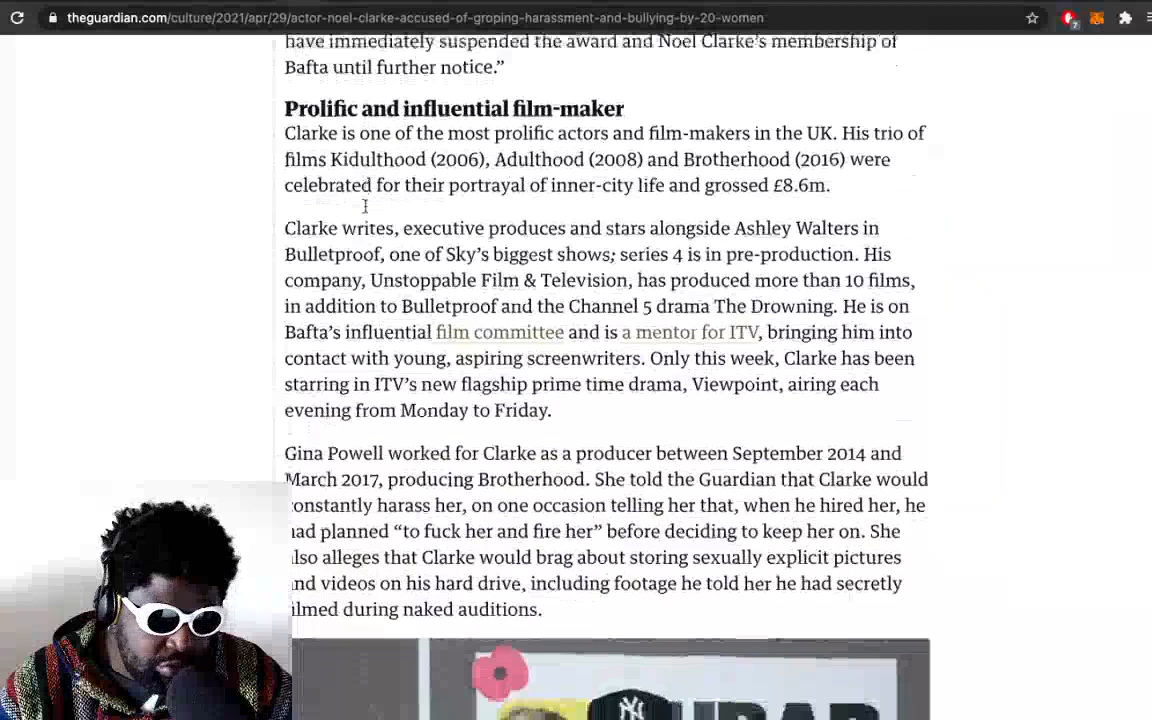 theguardian.com/culture/2021/apr/29/actor-noel-clarke-accused-of-groping-harassment-and-bullying-by-20-women
7
have immediately suspended the award and Noel Clarke’s membership of
Bafta until further notice.”
Prolific and influential film-maker
Clarke is one of the most prolific actors and film-makers in the UK. His trio of
films Kidulthood (2006), Adulthood (2008) and Brotherhood (2016) were
celebrated for their portrayal of inner-city life and grossed £8.6m.
Clarke writes, executive produces and stars alongside Ashley Walters in
Bulletproof, one of Sky’s biggest shows; series 4 is in pre-production. His
company, Unstoppable Film & Television, has produced more than 10 films,
in addition to Bulletproof and the Channel 5 drama The Drowning. He is on
Bafta’s influential film committee and is a mentor for ITV, bringing him into
contact with young, aspiring screenwriters. Only this week, Clarke has been
starring in ITV’s new flagship prime time drama, Viewpoint, airing each
evening from Monday to Friday.
Gina Powell worked for Clarke as a producer between September 2014 and
March 2017, producing Brotherhood. She told the Guardian that Clarke would
constantly harass her, on one occasion telling her that, when he hired her, he
had planned “to fuck her and fire her” before deciding to keep her on. She
also alleges that Clarke would brag about storing sexually explicit pictures
and videos on his hard drive, including footage he told her he had secretly
filmed during naked auditions.
NY